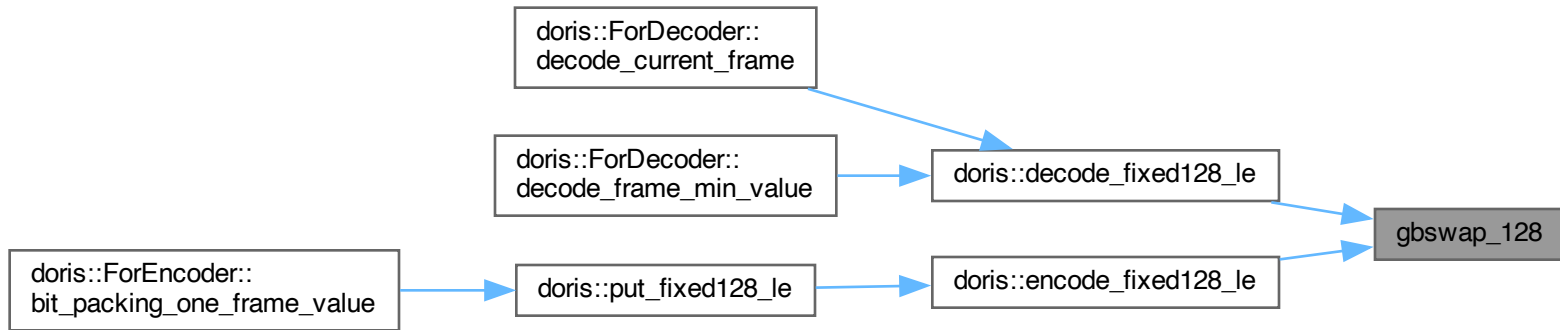 doris::ForDecoder::
decode_current_frame
doris::ForDecoder::
decode_frame_min_value
doris::decode_fixed128_le
gbswap_128
doris::ForEncoder::
bit_packing_one_frame_value
doris::put_fixed128_le
doris::encode_fixed128_le